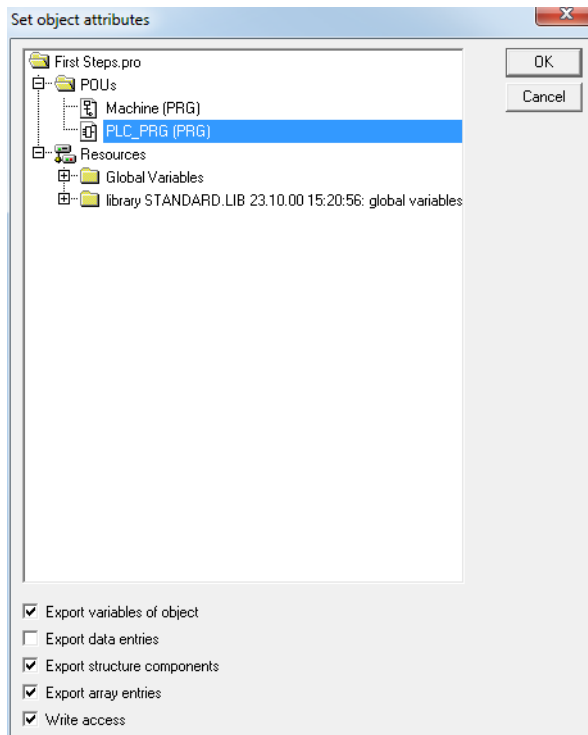 Set object attributes
First Steps.pro
OK
POUs
Cancel
Machine (PRG)
PLC_PRG (PRG)
Resources
Global Variables
library STANDARD.LIB 23.10.00 15:20:56: global variables
Export variables of object
Export data entries
Export structure components
Export array entries
Write access